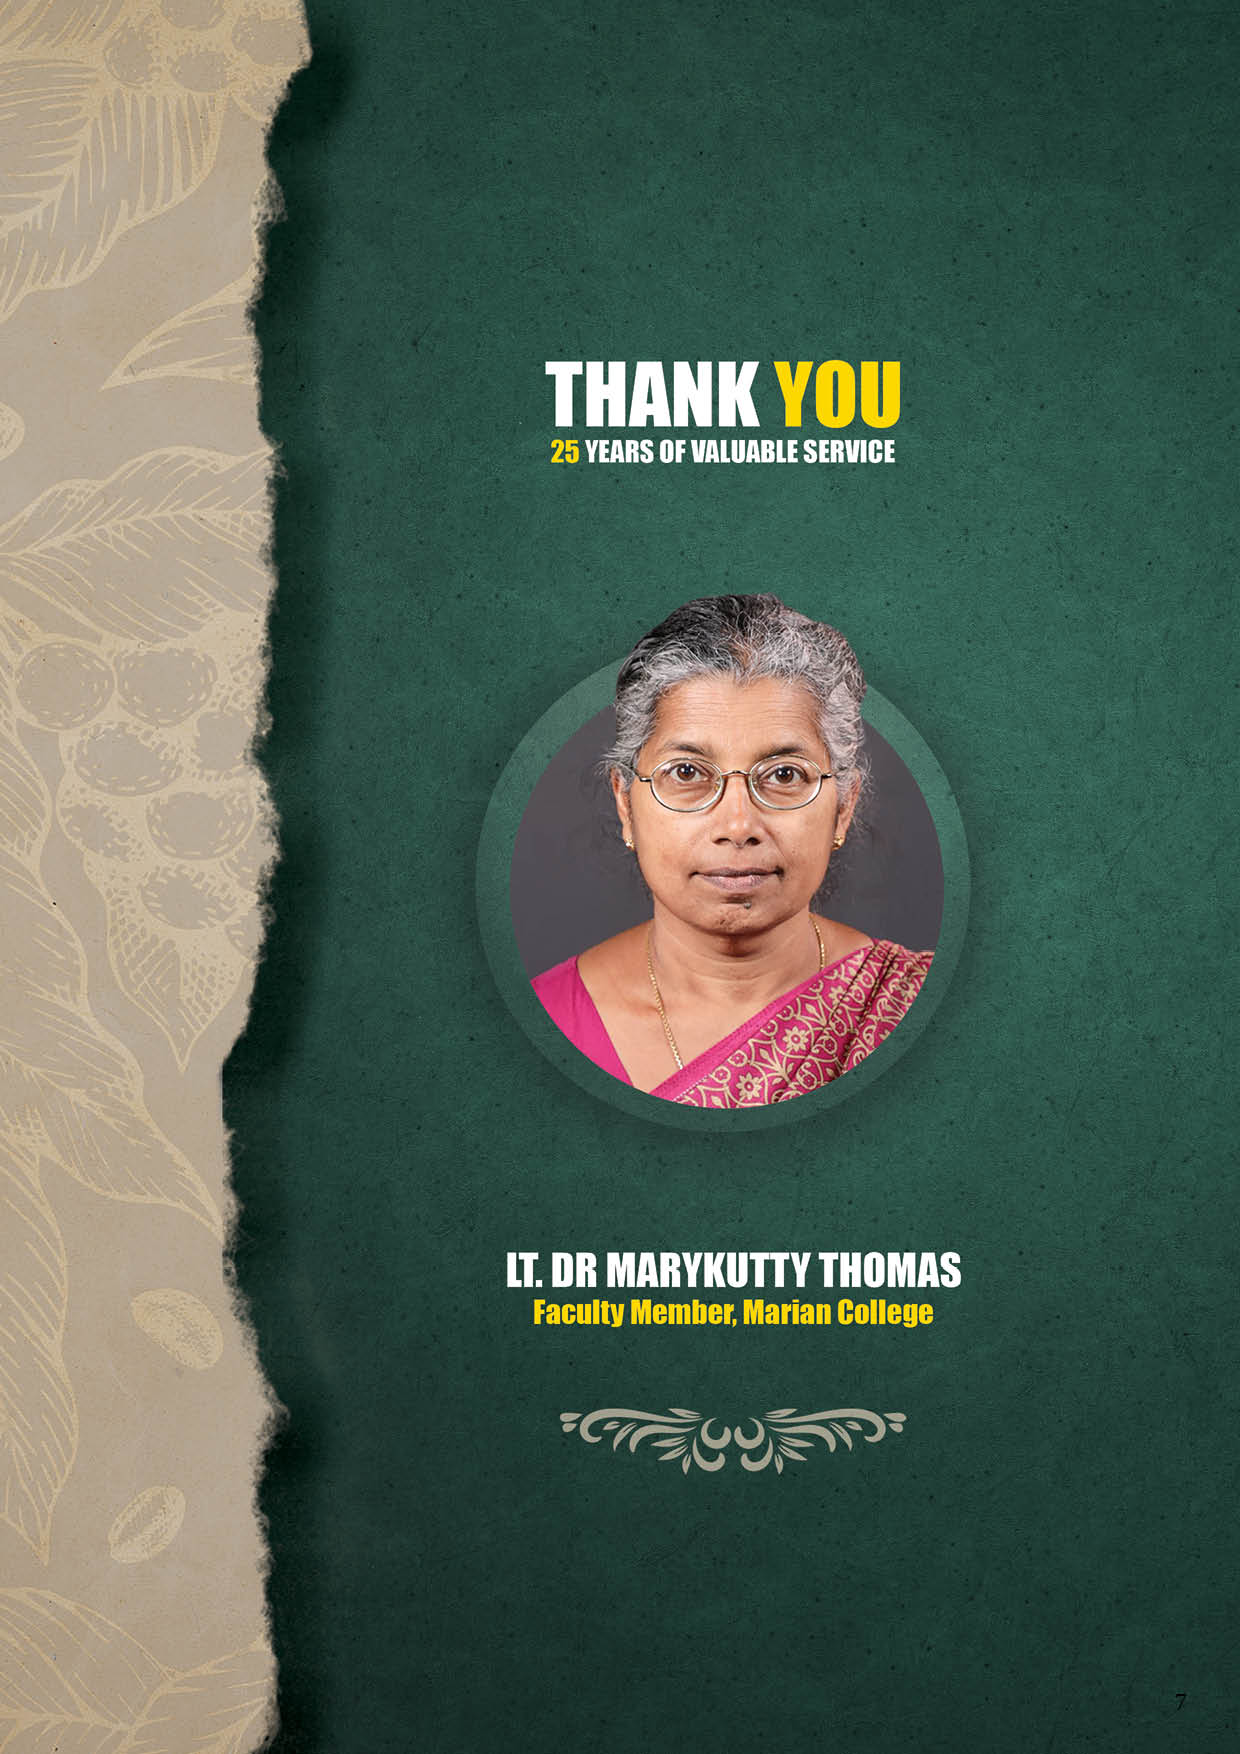 THANK YOU
25 YEARS OF VALUABLE SERVICE
LT. DR MARYKUTTY THOMAS
Faculty Member, Marian College
7